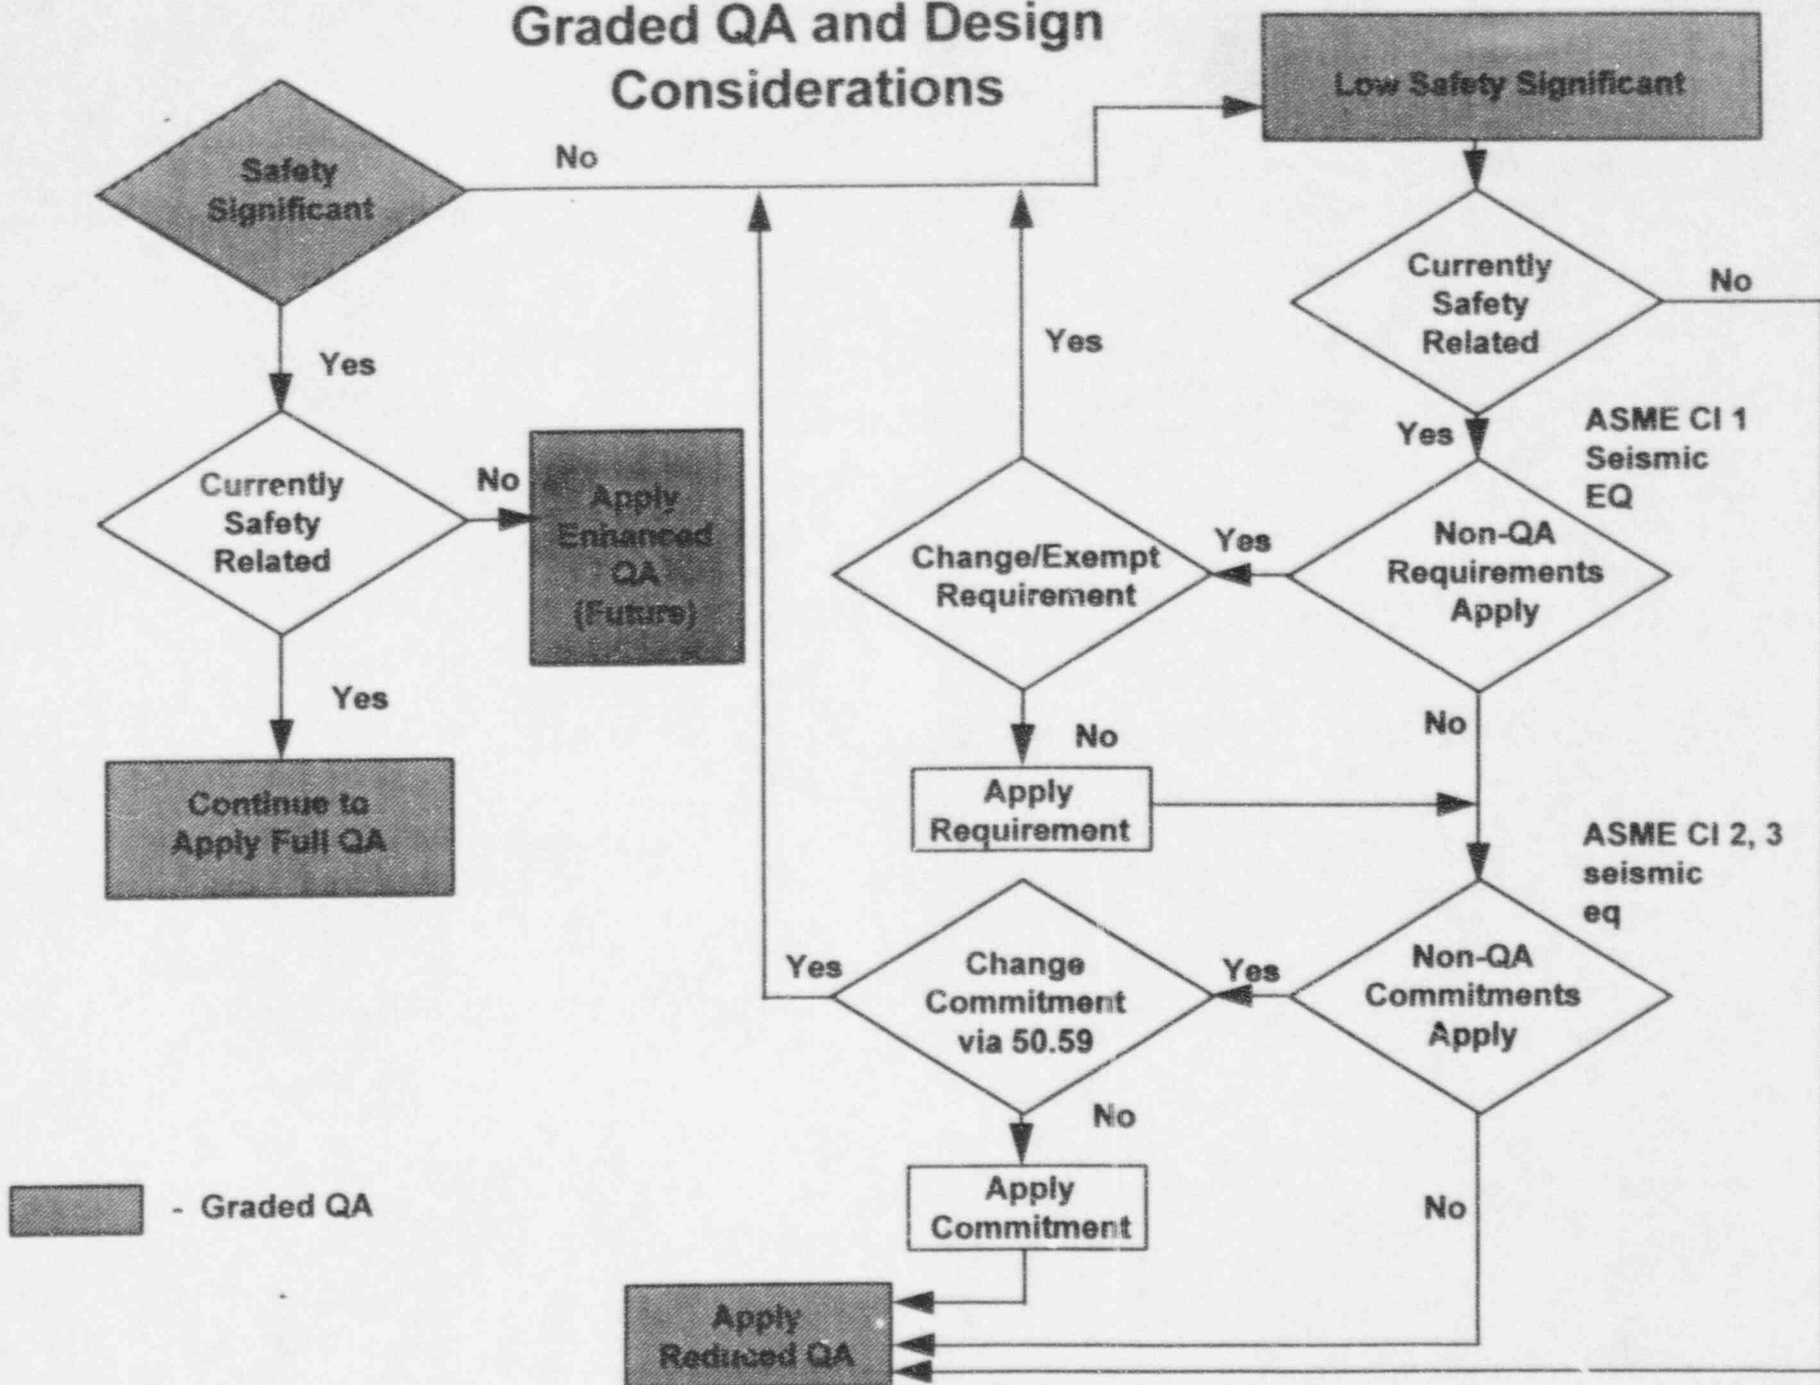 Graded QA and Design
Considerations
Safety
Significant
No
Low Safety Significant
Currently
Safety
Related
No
Yes
Yes
Yes
ASME Cl 1
Seismic
EQ
Currently
Safety
Related
No
Apply
Enhanced
QA
(Future)
Change/Exempt
Requirement
Yes
Non-QA
Requirements
Apply
Yes
Continue to
Apply Full QA
No
Apply
Requirement
No
ASME Cl 2, 3
seismic
eq
Yes
Change
Commitment
via 50.59
Yes
Non-QA
Commitments
Apply
No
Apply
Commitment
No
- Graded QA
Apply
Reduced QA